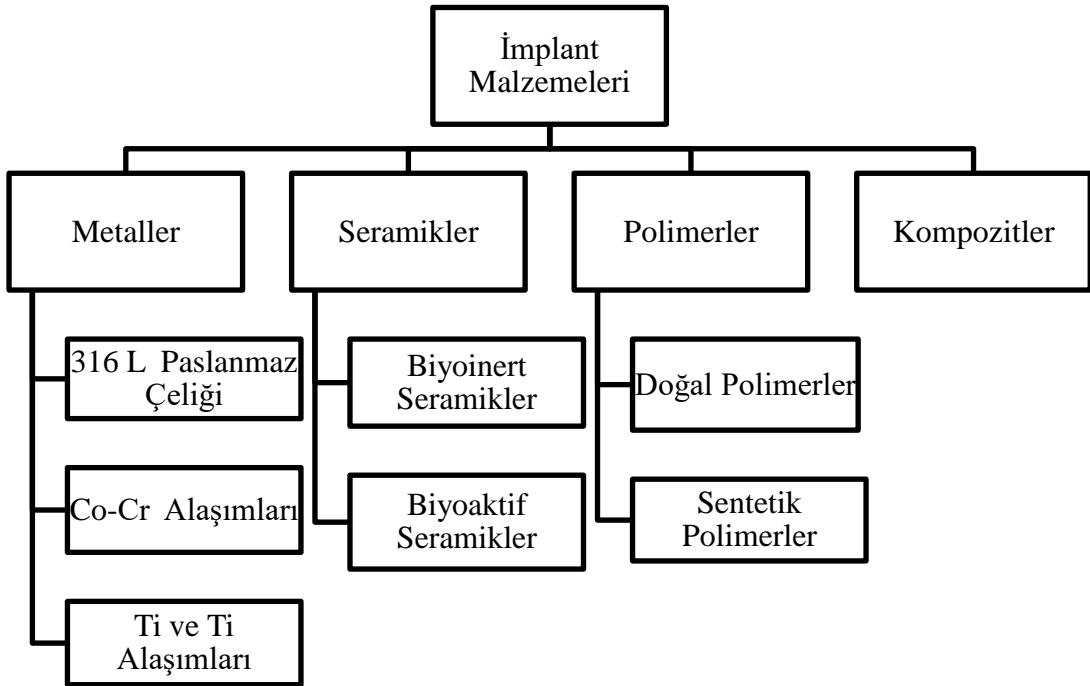 İmplant
Malzemeleri
Metaller
Seramikler
Polimerler
Kompozitler
316 L Paslanmaz
Çeliği
Biyoinert
Seramikler
Doğal Polimerler
Co-Cr Alaşımları
Biyoaktif
Seramikler
Sentetik
Polimerler
Ti ve Ti
Alaşımları